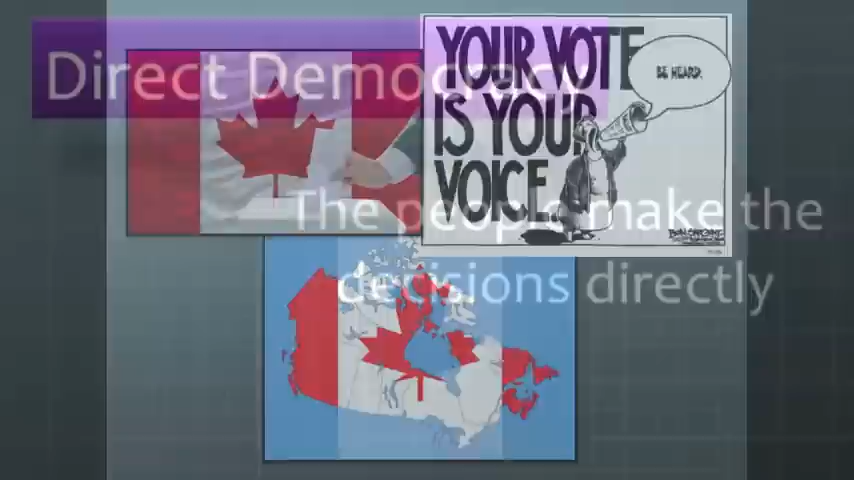 Direct Democracy
YOUR VOTE
IS YOUR
VOICE
BE HEARD.
The people make the
decisions directly